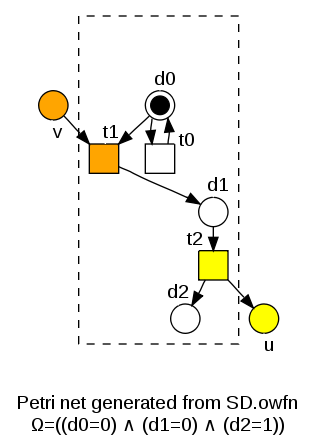 d0
v
t1
t0
d1
t2
d2
u
Petri net generated from SD.owfn
Ω=((d0=0) ∧ (d1=0) ∧ (d2=1))